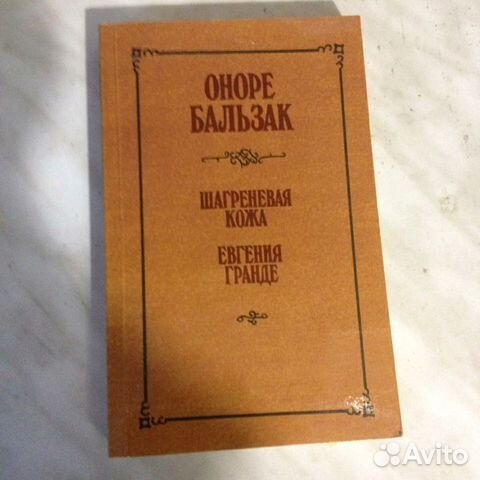 ОНОРЕ
БАЛЬЗАК
ШАГРЕНЕВАЯ
КОЖА
ЕВГЕНИЯ
ГРАНДЕ
Avito